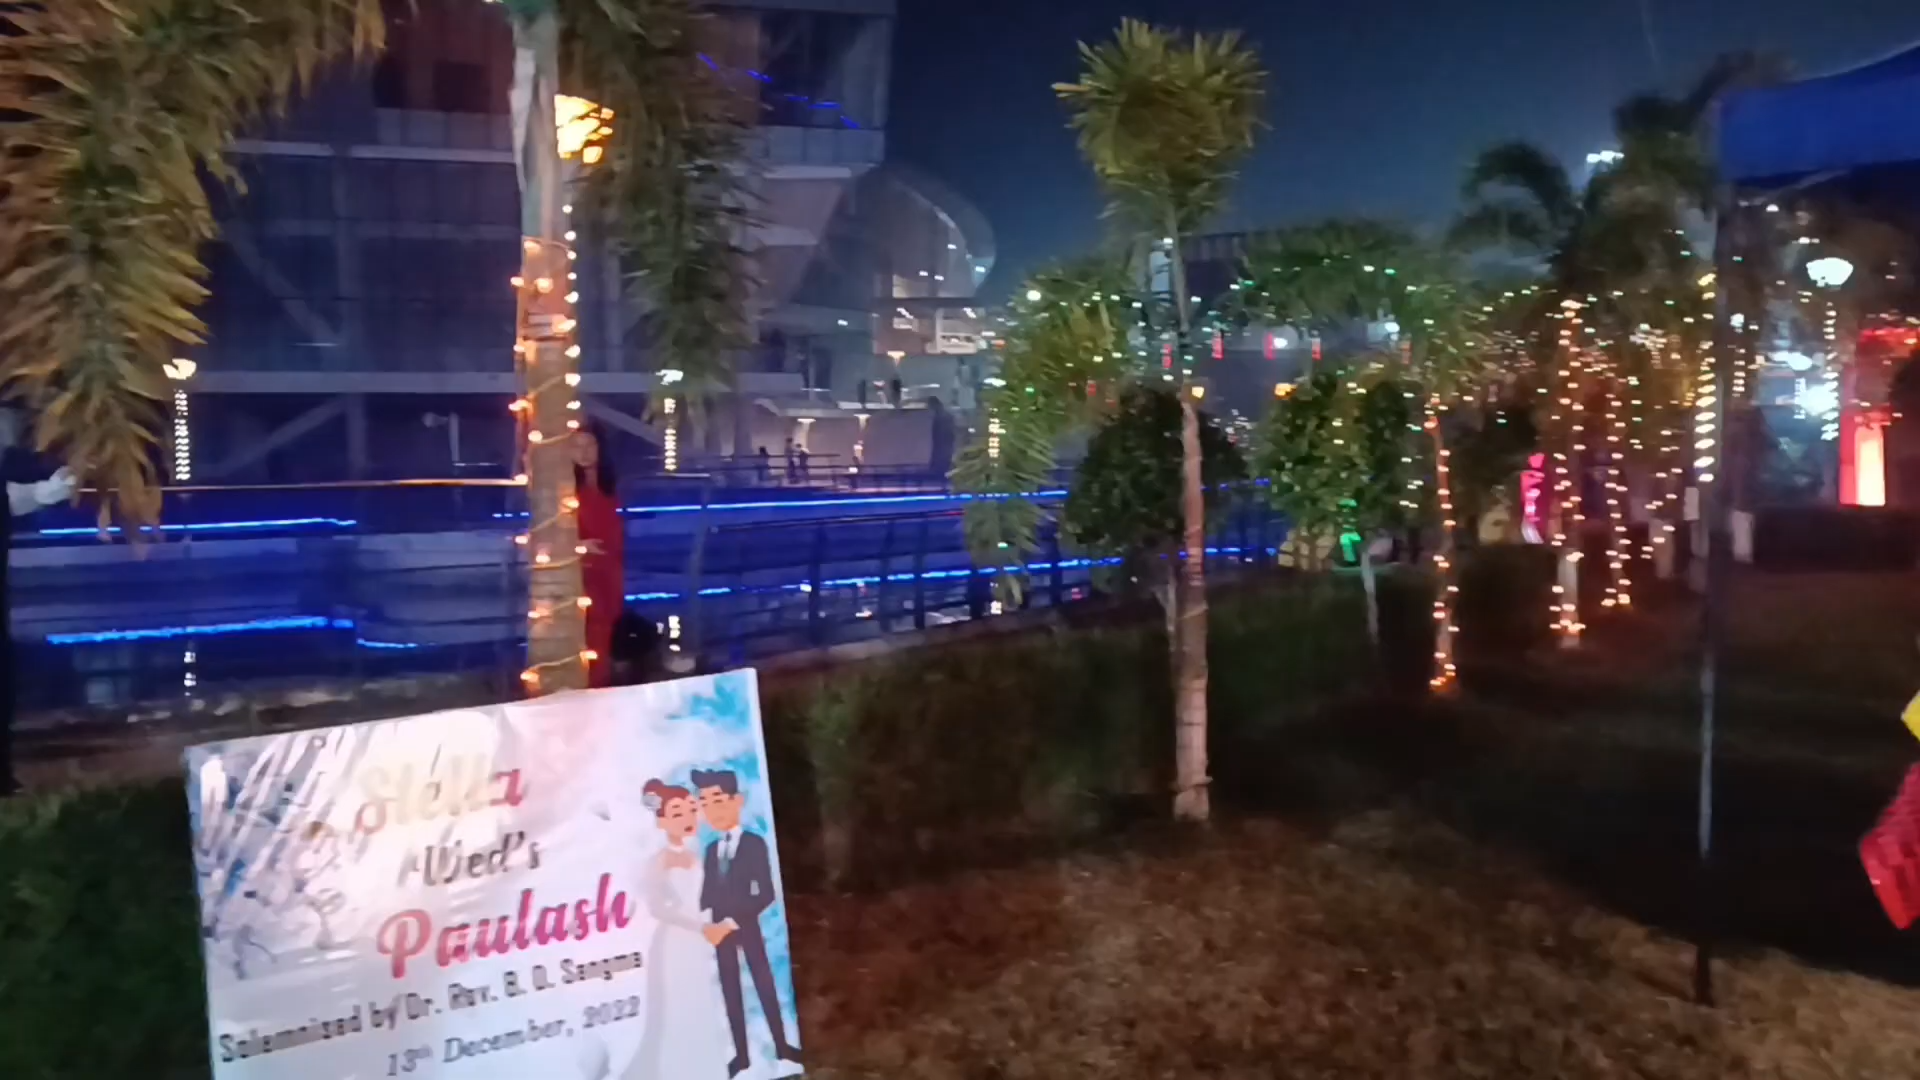 Stella
Wed's
Paulash
Solemnised by Dr. Rev. B. D. Sangma
13th December, 2022